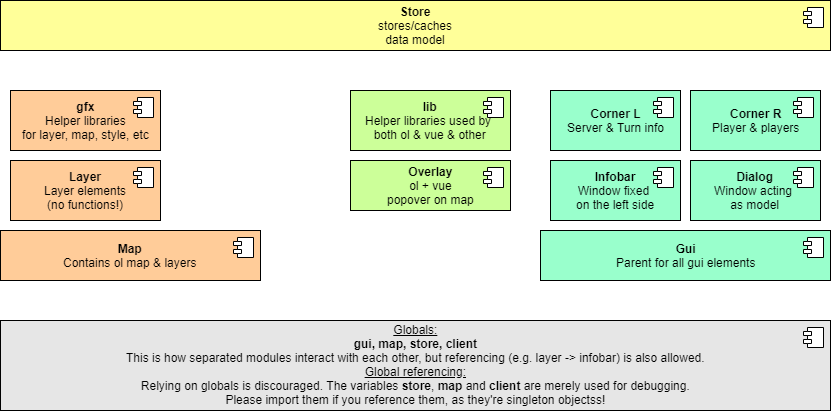 Store
stores/caches
data model
gfx
Helper libraries
for layer, map, style, etc
lib
Helper libraries used by
both ol & vue & other
Corner L
Server & Turn info
Corner R
Player & players
Layer
Layer elements
(no functions!)
Overlay
ol + vue
popover on map
Infobar
Window fixed
on the left side
Dialog
Window acting
as model
Map
Contains ol map & layers
Gui
Parent for all gui elements
Globals:
gui, map, store, client
This is how separated modules interact with each other, but referencing (e.g. layer -> infobar) is also allowed.
Global referencing:
Relying on globals is discouraged. The variables store, map and client are merely used for debugging.
Please import them if you reference them, as they're singleton objectss!